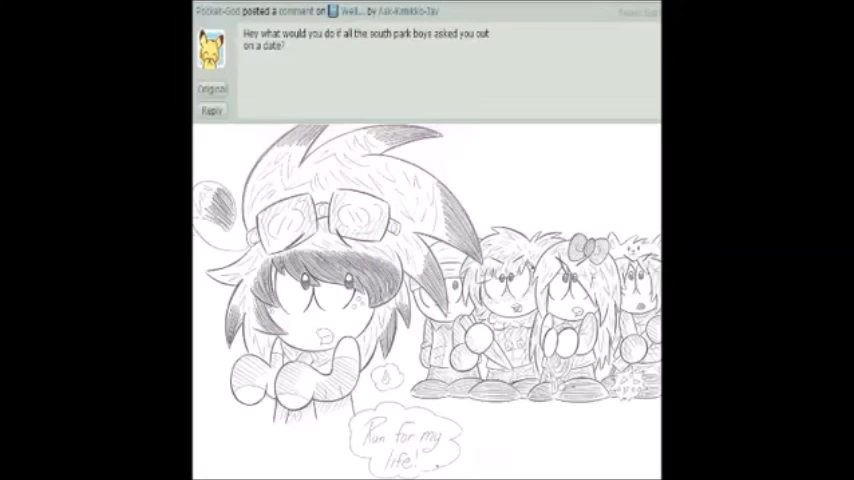 Pocket-God posted a comment on Well... by Ask-Kimikko-Jay
Hey what would you do if all the south park boys asked you out
on a date?
Original
Reply
Run for my
life!